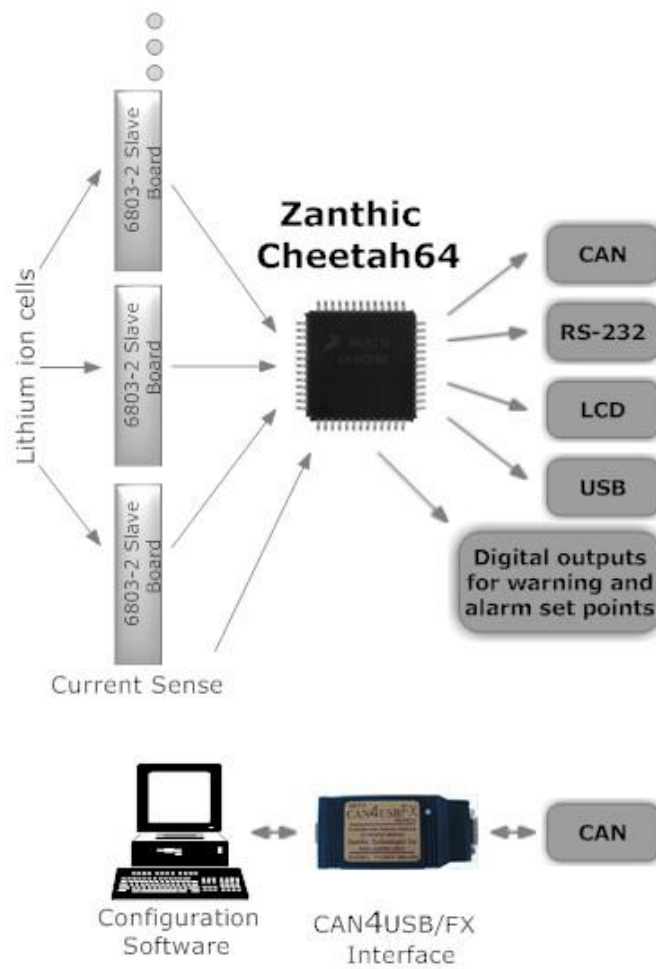 6803-2 Slave
Board
Zanthic
Cheetah64
CAN
RS-232
Lithium ion cells
6803-2 Slave
Board
LCD
USB
6803-2 Slave
Board
Digital outputs
for warning and
alarm set points
Current Sense
CAN4USB/FX
CAN
Configuration
Software
CAN4USB/FX
Interface